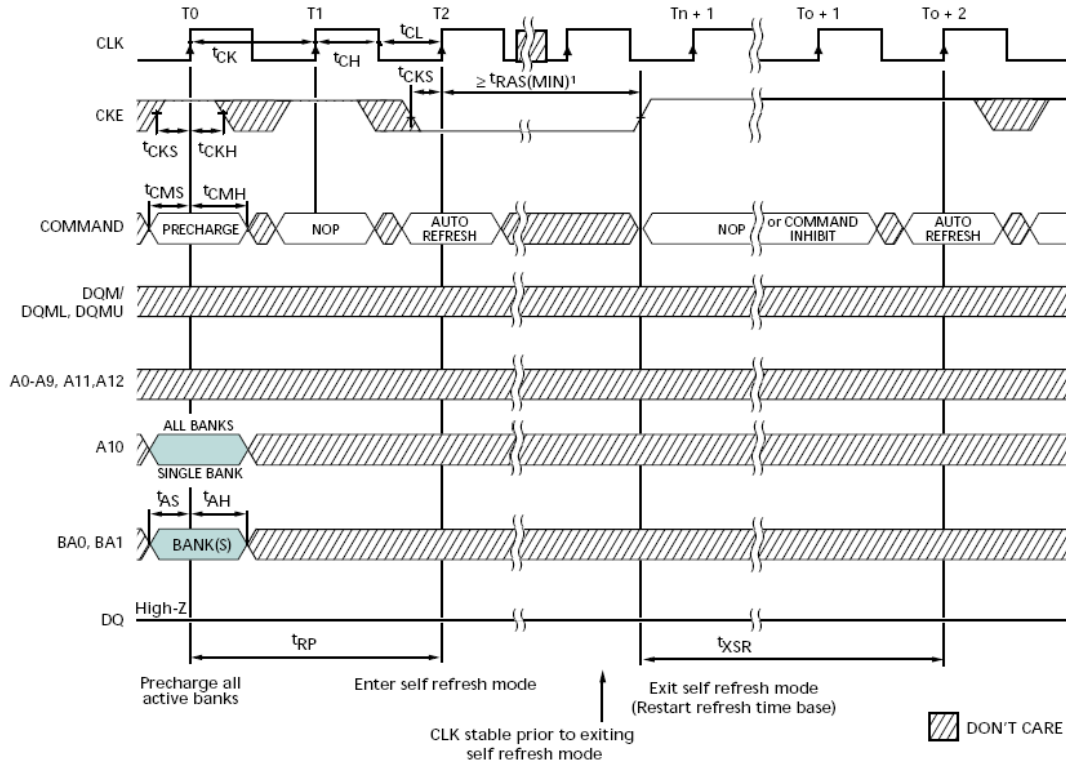 T0 T1 T2 Tn + 1 To + 1 To + 2
CLK
tCK tCH tCL
tCKS ≥ tRAS(MIN)¹
CKE
tCKS tCKH
tCMS tCMH
COMMAND PRECHARGE NOP AUTO REFRESH NOP or COMMAND INHIBIT AUTO REFRESH
DQM/
DQML, DQMU
A0-A9, A11,A12
ALL BANKS
A10
SINGLE BANK
tAS tAH
BA0, BA1 BANK(S)
High-Z
DQ
tRP tXSR
Precharge all
active banks
Enter self refresh mode
Exit self refresh mode
(Restart refresh time base)
CLK stable prior to exiting
self refresh mode
DON'T CARE